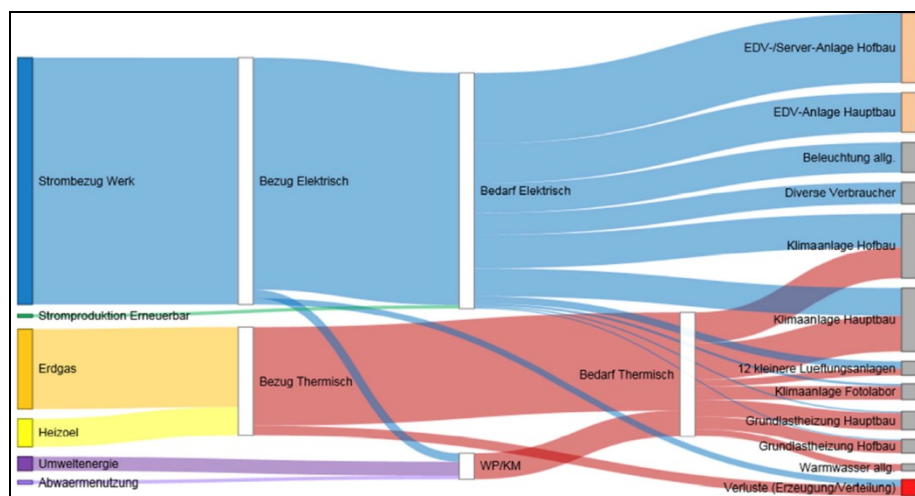 Strombezug Werk
Stromproduktion Erneuerbar
Erdgas
Heizoel
Umweltenergie
Abwaermenutzung
Bezug Elektrisch
Bezug Thermisch
Bedarf Elektrisch
WP/KM
Bedarf Thermisch
EDV-/Server-Anlage Hofbau
EDV-Anlage Hauptbau
Beleuchtung allg.
Diverse Verbraucher
Klimaanlage Hofbau
Klimaanlage Hauptbau
12 kleinere Lueftungsanlagen
Klimaanlage Fotolabor
Grundlastheizung Hauptbau
Grundlastheizung Hofbau
Warmwasser allg.
Verluste (Erzeugung/Verteilung)